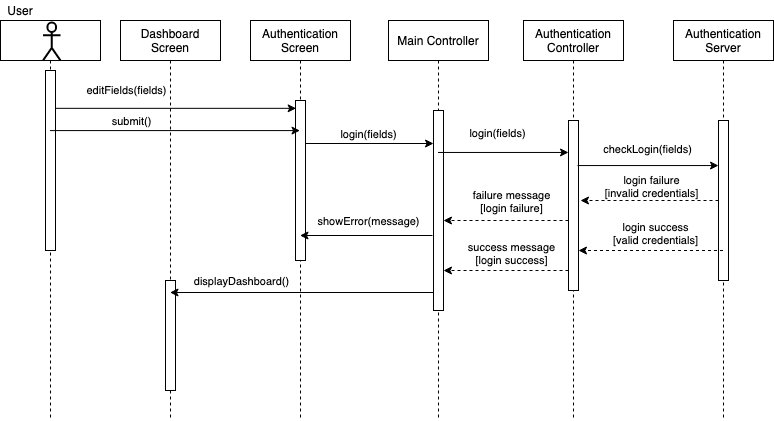 User
Dashboard
Screen
Authentication
Screen
Main Controller
Authentication
Controller
Authentication
Server
editFields(fields)
submit()
login(fields)
login(fields)
checkLogin(fields)
login failure
[invalid credentials]
failure message
[login failure]
showError(message)
login success
[valid credentials]
success message
[login success]
displayDashboard()